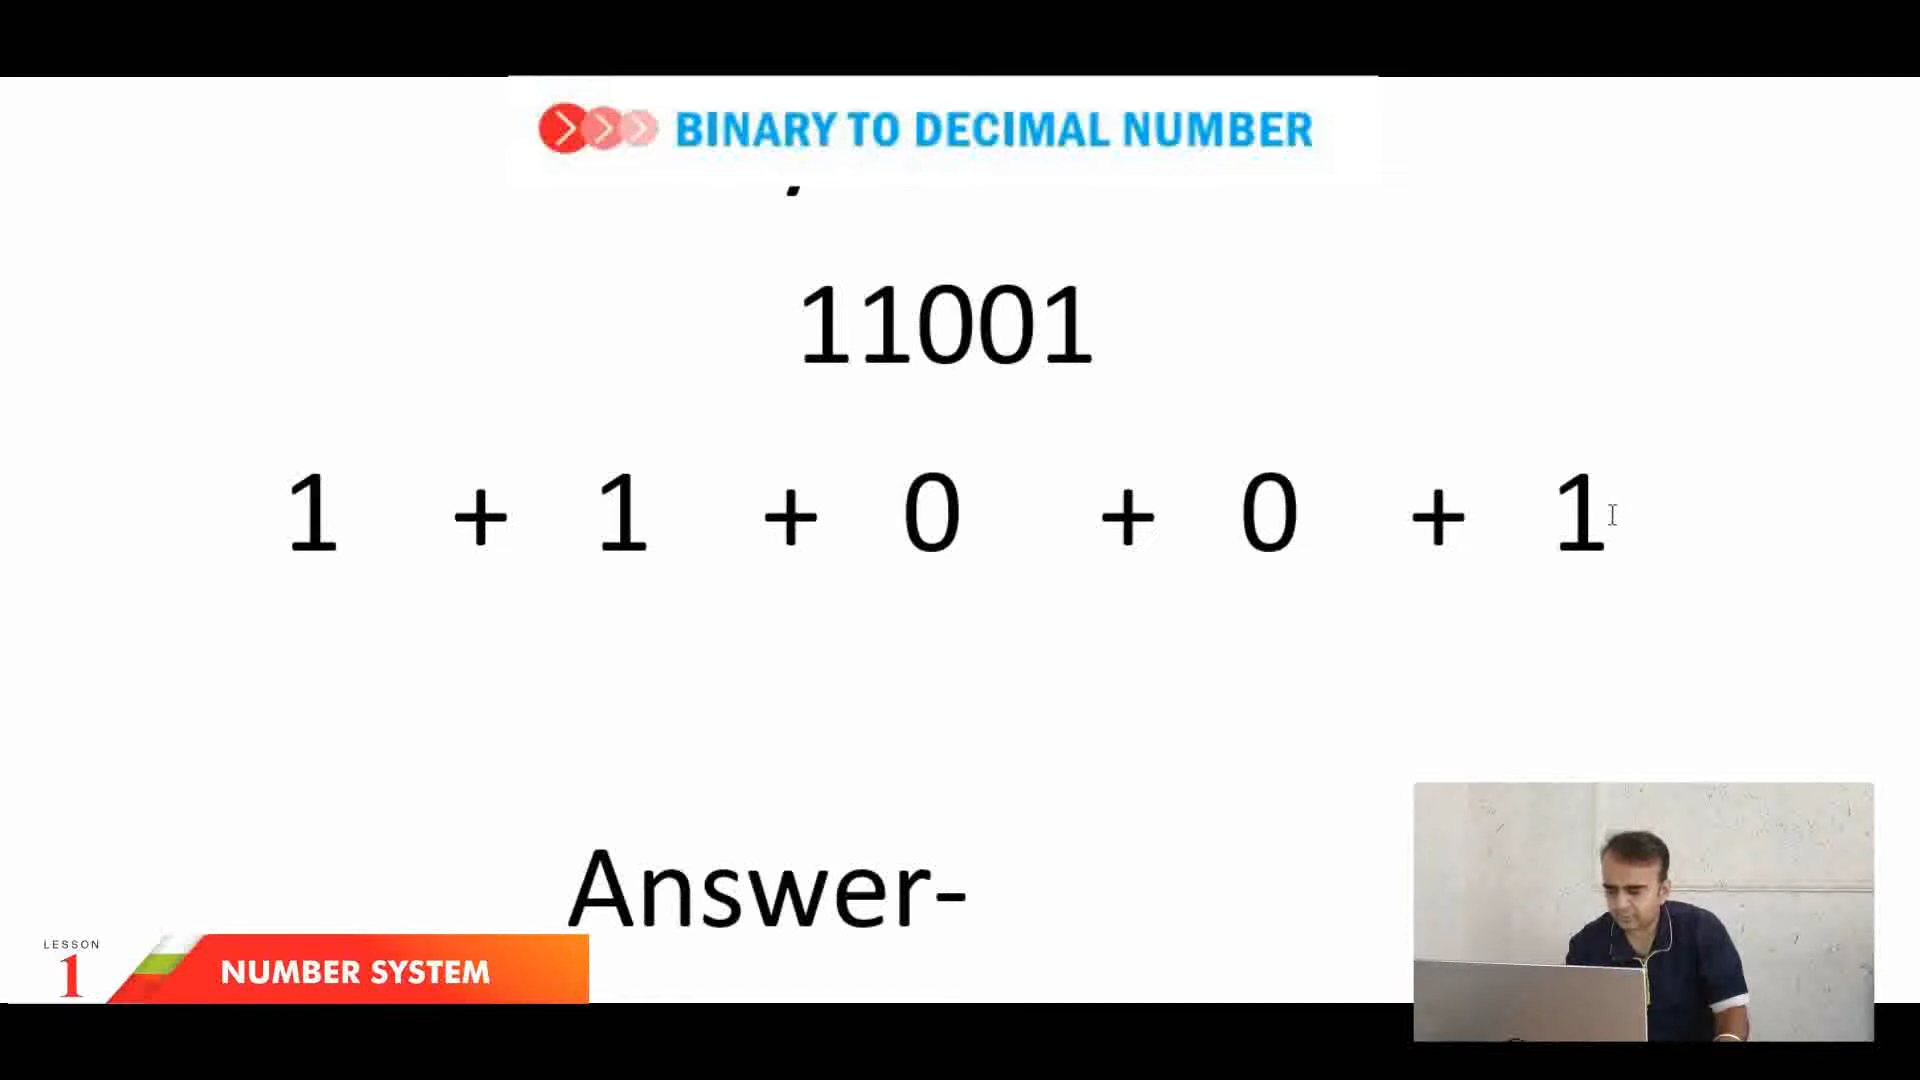 BINARY TO DECIMAL NUMBER
11001
1 + 1 + 0 + 0 + 1
Answer-
LESSON
1
NUMBER SYSTEM